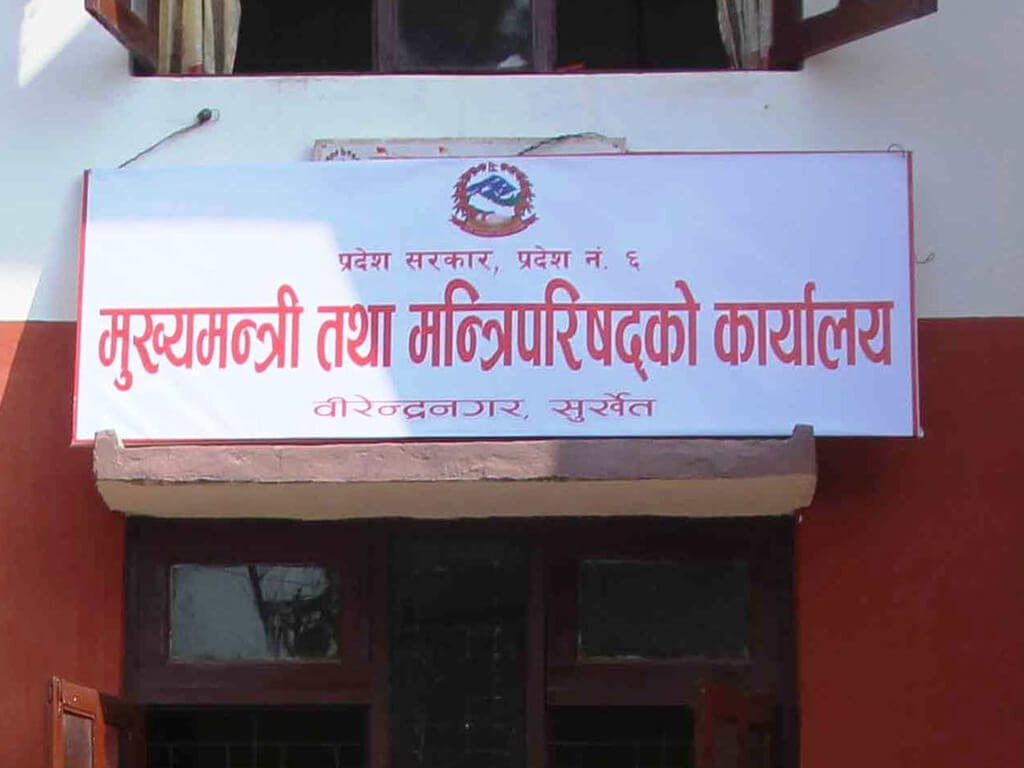 प्रदेश सरकार, प्रदेश नं. ६
मुख्यमन्त्री तथा मन्त्रिपरिषद्को कार्यालय
वीरेन्द्रनगर, सुर्खेत